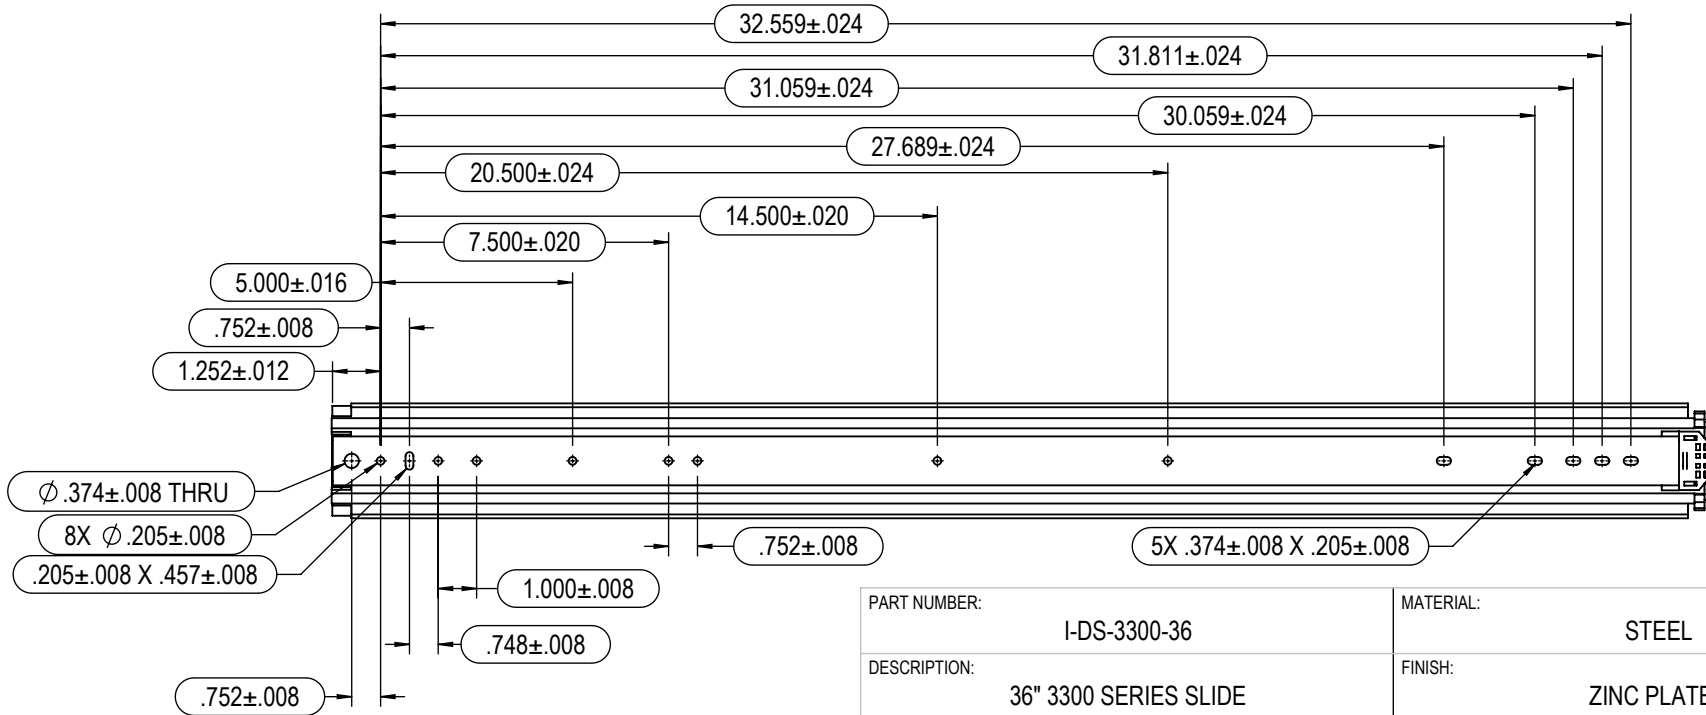 32.559±.024
31.811±.024
31.059±.024
30.059±.024
27.689±.024
20.500±.024
14.500±.020
7.500±.020
5.000±.016
.752±.008
1.252±.012
∅ .374±.008 THRU
8X ∅ .205±.008
.205±.008 X .457±.008
.752±.008
5X .374±.008 X .205±.008
1.000±.008
.748±.008
.752±.008
PART NUMBER:
I-DS-3300-36
MATERIAL:
STEEL
DESCRIPTION:
36" 3300 SERIES SLIDE
FINISH:
ZINC PLATE